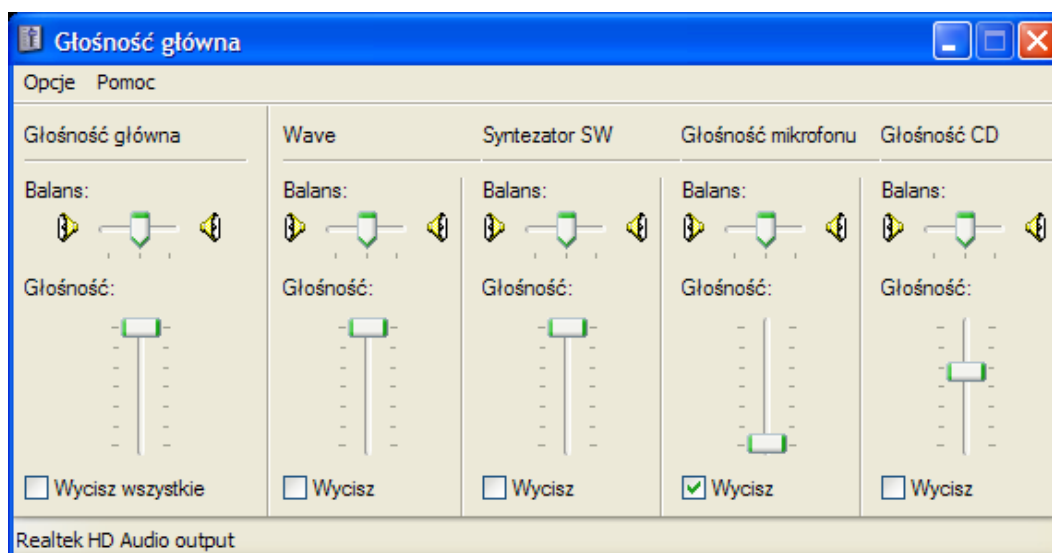 Głośność główna
Opcje Pomoc
Głośność główna Wave Syntezator SW Głośność mikrofonu Głośność CD
Balans: Balans: Balans: Balans: Balans:
Głośność: Głośność: Głośność: Głośność: Głośność:
Wycisz wszystkie Wycisz Wycisz Wycisz Wycisz
Realtek HD Audio output